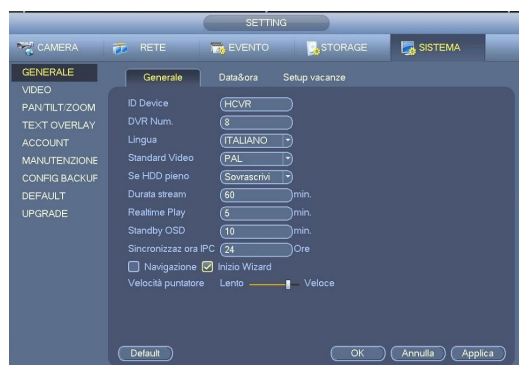 SETTING
CAMERA RETE EVENTO STORAGE SISTEMA
GENERALE
VIDEO
PAN/TILT/ZOOM
TEXT OVERLAY
ACCOUNT
MANUTENZIONE
CONFIG BACKUF
DEFAULT
UPGRADE
Generale Data&ora Setup vacanze
ID Device HCVR
DVR Num. 8
Lingua ITALIANO
Standard Video PAL
Se HDD pieno Sovrascrivi
Durata stream 60 min.
Realtime Play 5 min.
Standby OSD 10 min.
Sincronizzaz ora IPC 24 Ore
Navigazione Inizio Wizard
Velocità puntatore Lento Veloce
Default OK Annulla Applica